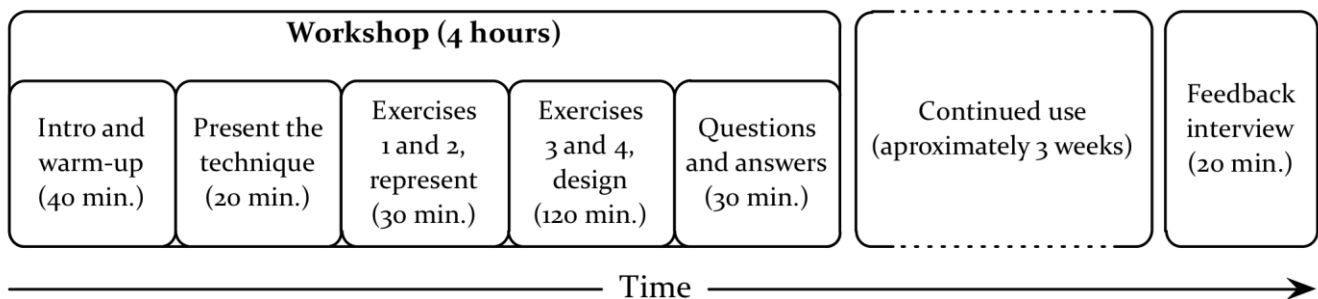 Workshop (4 hours)
Intro and
warm-up
(40 min.)
Present the
technique
(20 min.)
Exercises
1 and 2,
represent
(30 min.)
Exercises
3 and 4,
design
(120 min.)
Questions
and answers
(30 min.)
Continued use
(aproximately 3 weeks)
Feedback
interview
(20 min.)
Time